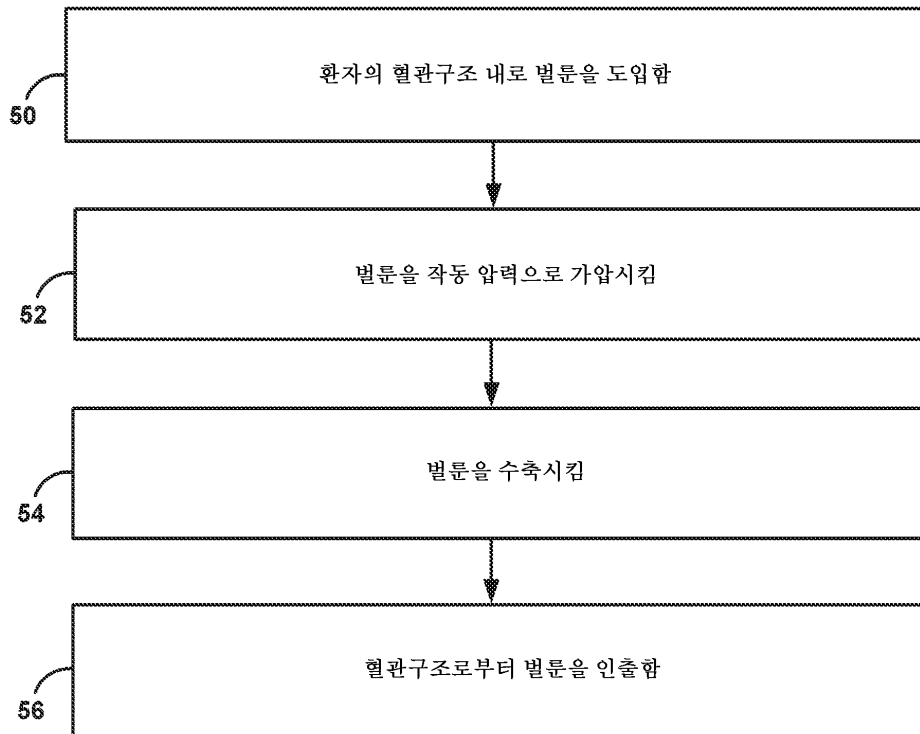 환자의 혈관구조 내로 벌룬을 도입함
50
벌룬을 작동 압력으로 가압시킴
52
벌룬을 수축시킴
54
혈관구조로부터 벌룬을 인출함
56